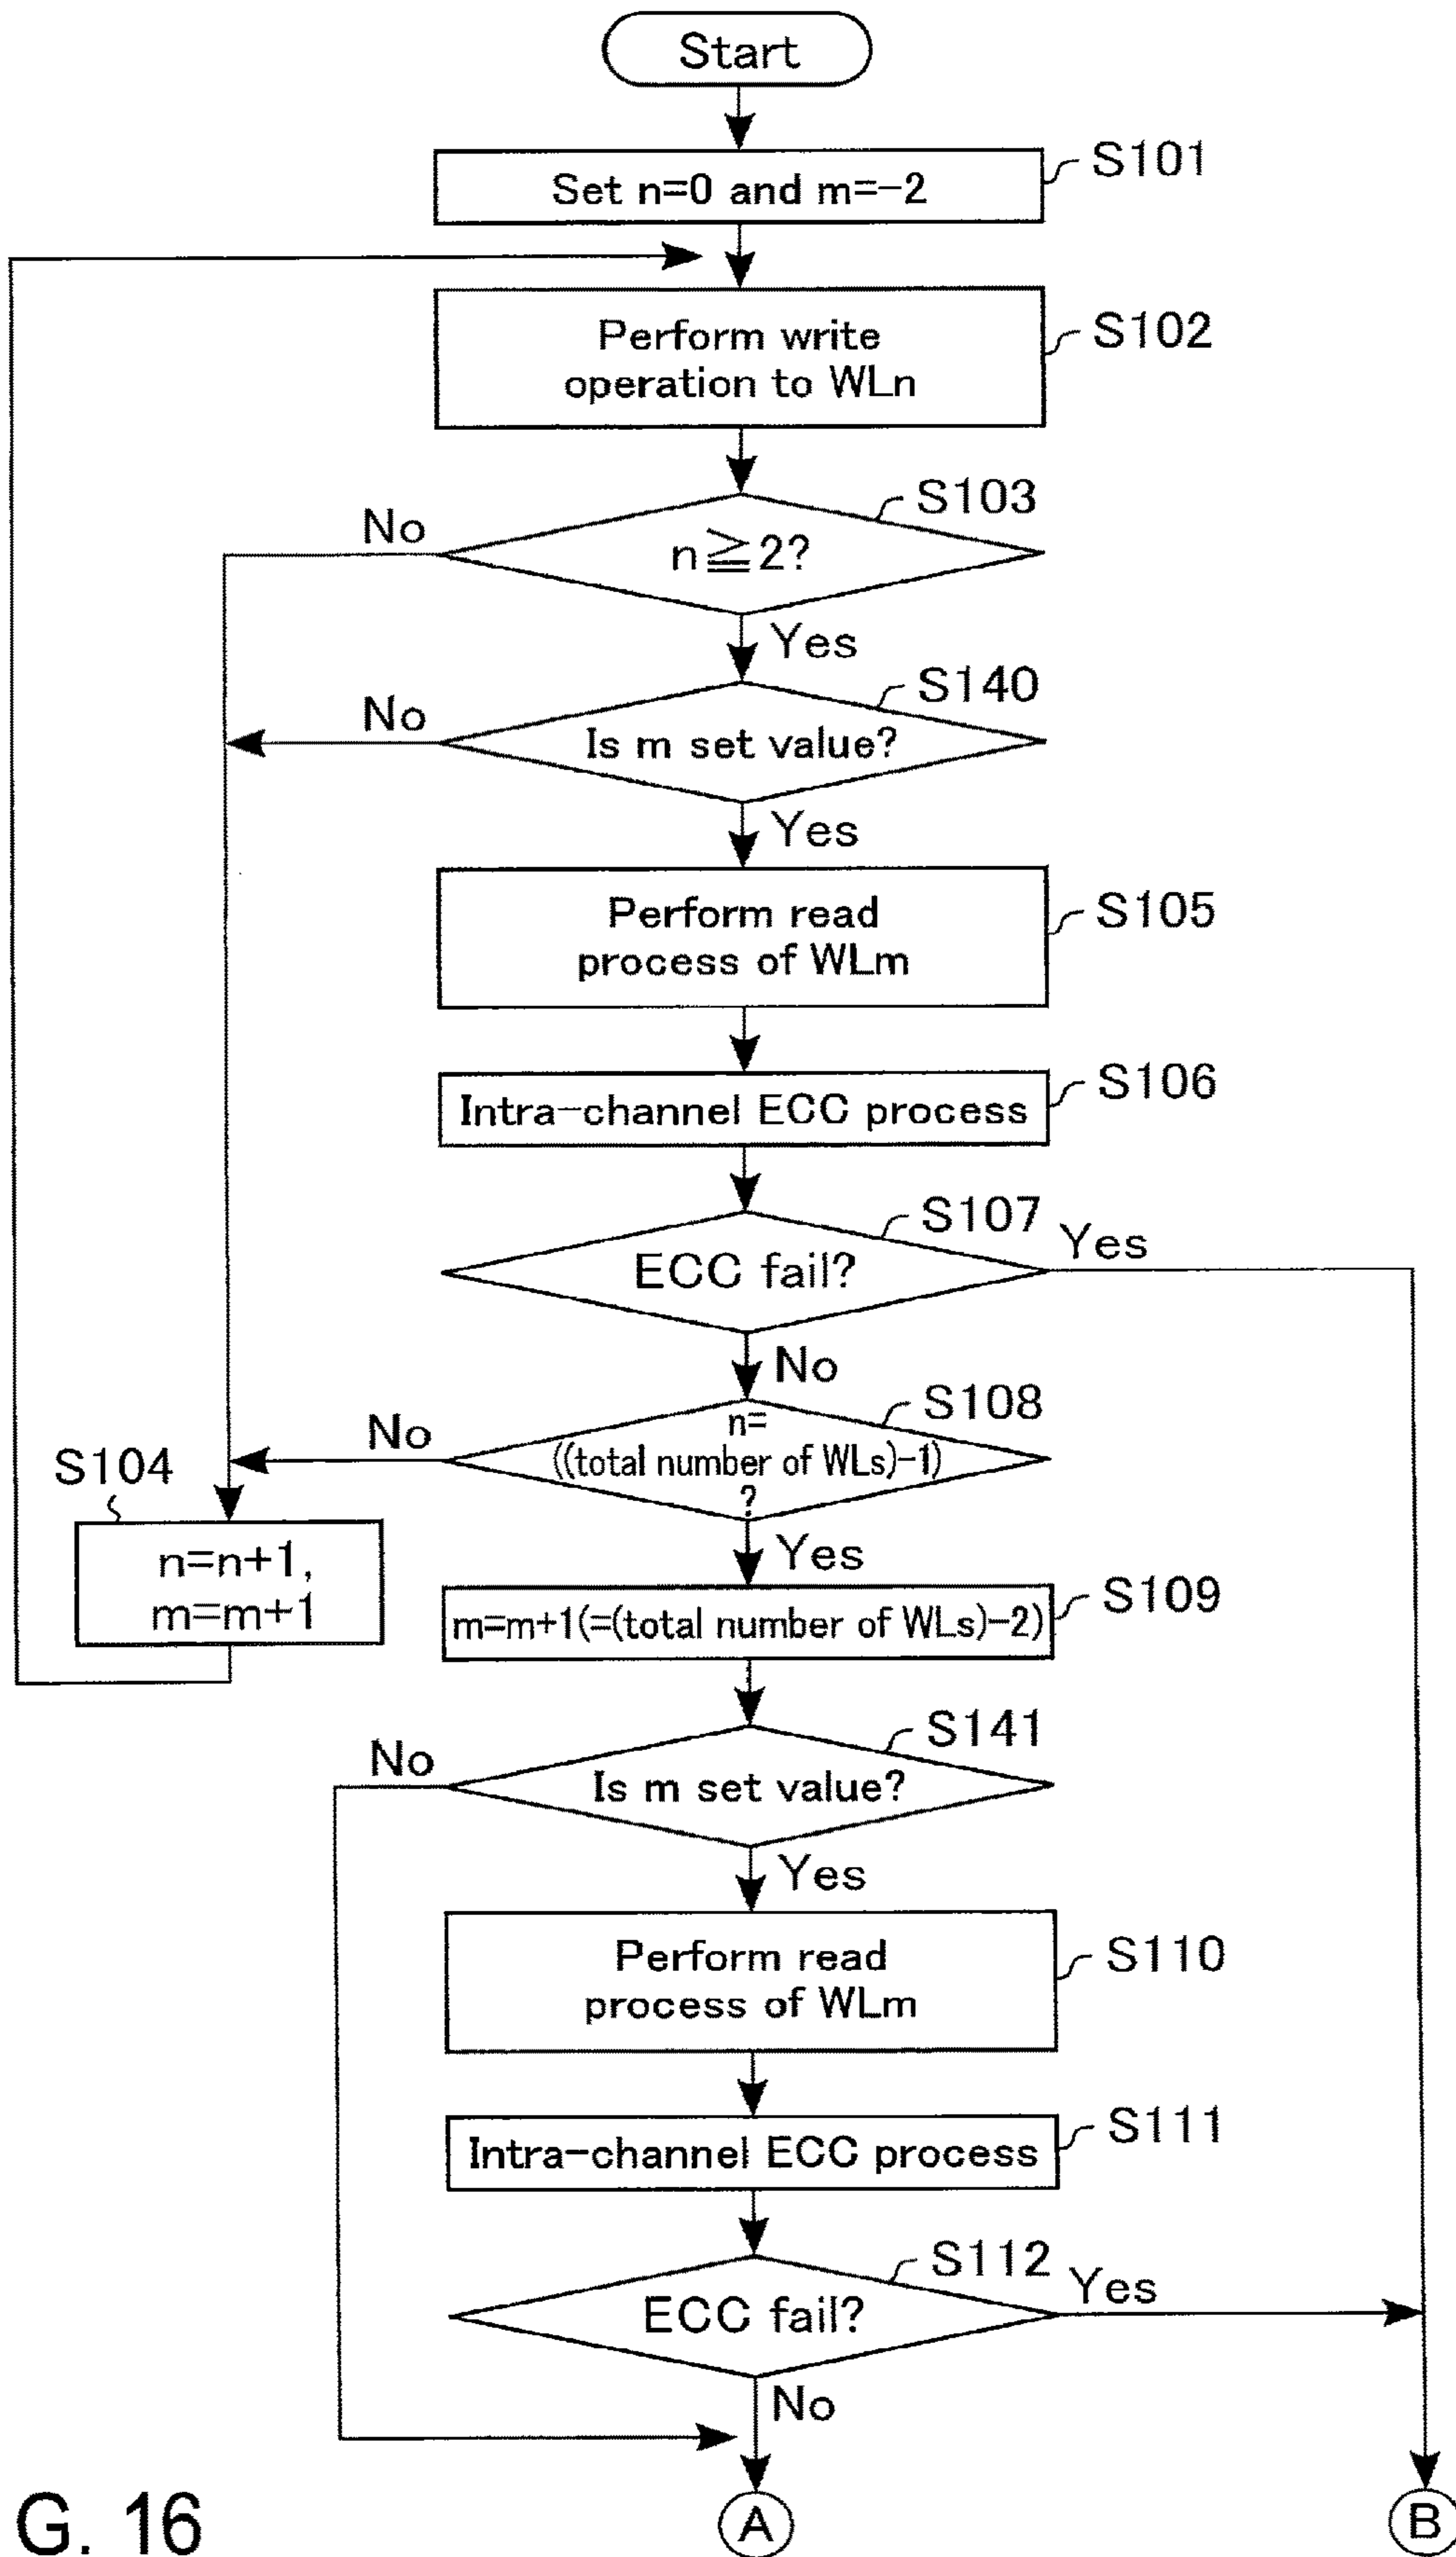 Start
S101
Set n=0 and m=-2
S102
Perform write
operation to WLn
S103
No
n≧2?
Yes
S140
No
Is m set value?
Yes
S105
Perform read
process of WLm
S106
Intra-channel ECC process
S107
Yes
ECC fail?
No
S108
No
n=
((total number of WLs)-1)
?
S104
Yes
n=n+1,
m=m+1
S109
m=m+1(=(total number of WLs)-2)
S141
No
Is m set value?
Yes
S110
Perform read
process of WLm
S111
Intra-channel ECC process
S112
Yes
ECC fail?
No
G. 16
A
B